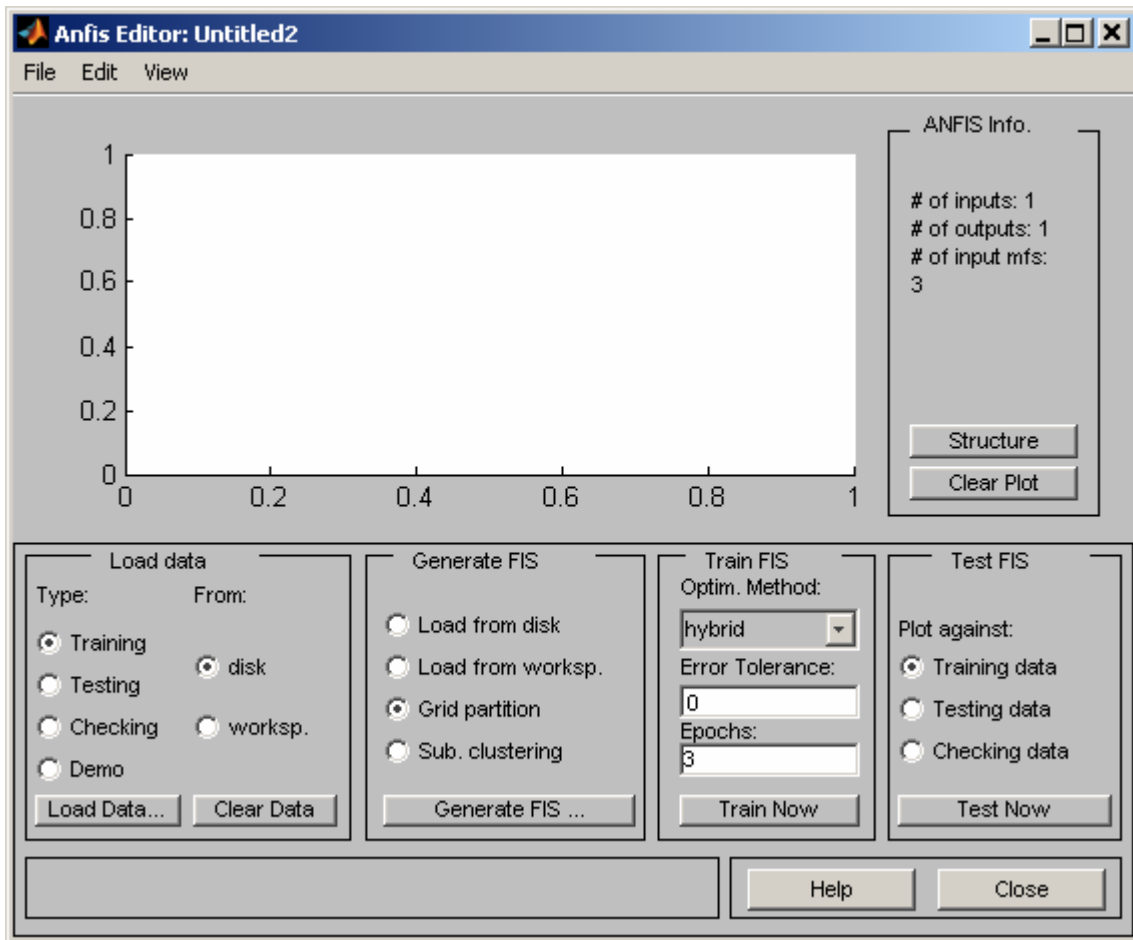 Anfis Editor: Untitled2
File Edit View
ANFIS Info.
# of inputs: 1
# of outputs: 1
# of input mfs:
3
Structure
Clear Plot
1
0.8
0.6
0.4
0.2
0
0 0.2 0.4 0.6 0.8 1
Load data
Type: From:
Training
Testing
Checking
Demo
disk
worksp.
Load Data... Clear Data
Generate FIS
Load from disk
Load from worksp.
Grid partition
Sub. clustering
Generate FIS ...
Train FIS
Optim. Method:
hybrid
Error Tolerance:
0
Epochs:
3
Train Now
Test FIS
Plot against:
Training data
Testing data
Checking data
Test Now
Help Close